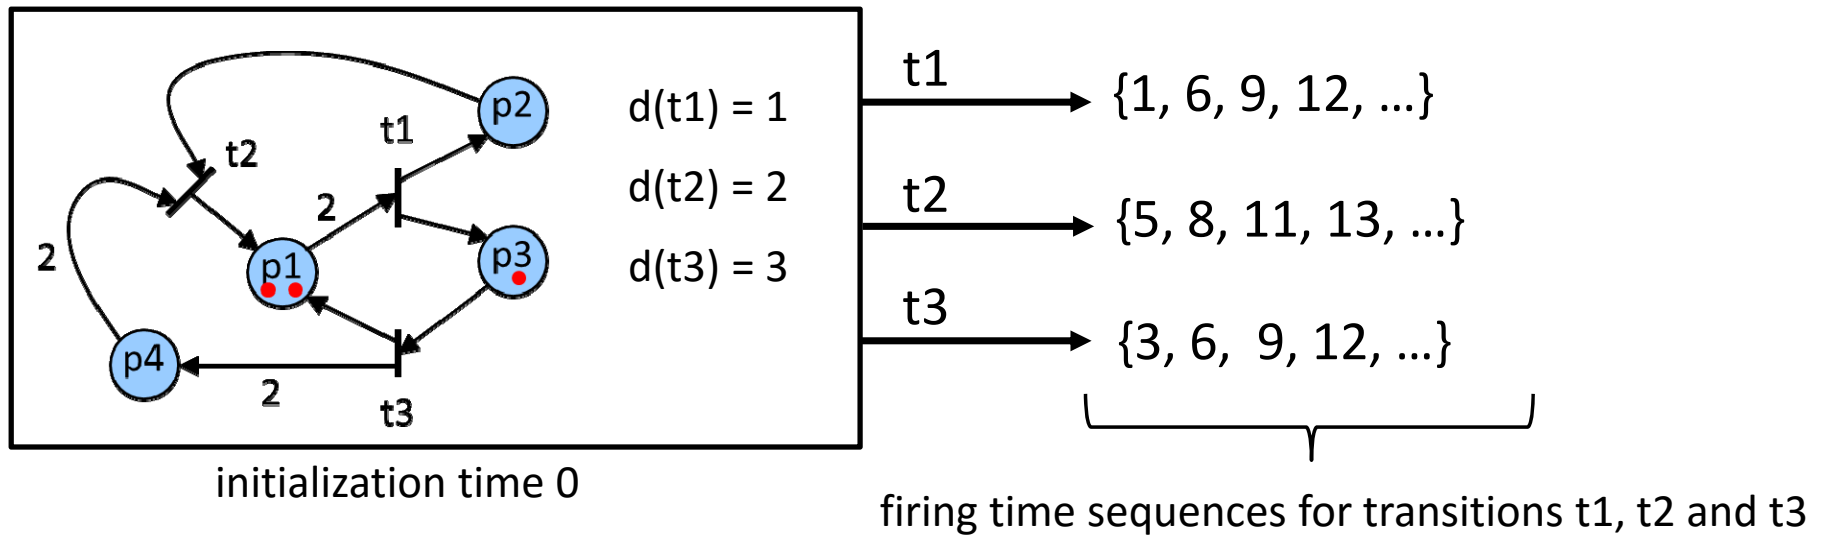 p2
t1
t2
2
p1
p3
2
p4
2
t3
d(t1) = 1
d(t2) = 2
d(t3) = 3
initialization time 0
t1
{1, 6, 9, 12, ...}
t2
{5, 8, 11, 13, ...}
t3
{3, 6, 9, 12, ...}
firing time sequences for transitions t1, t2 and t3